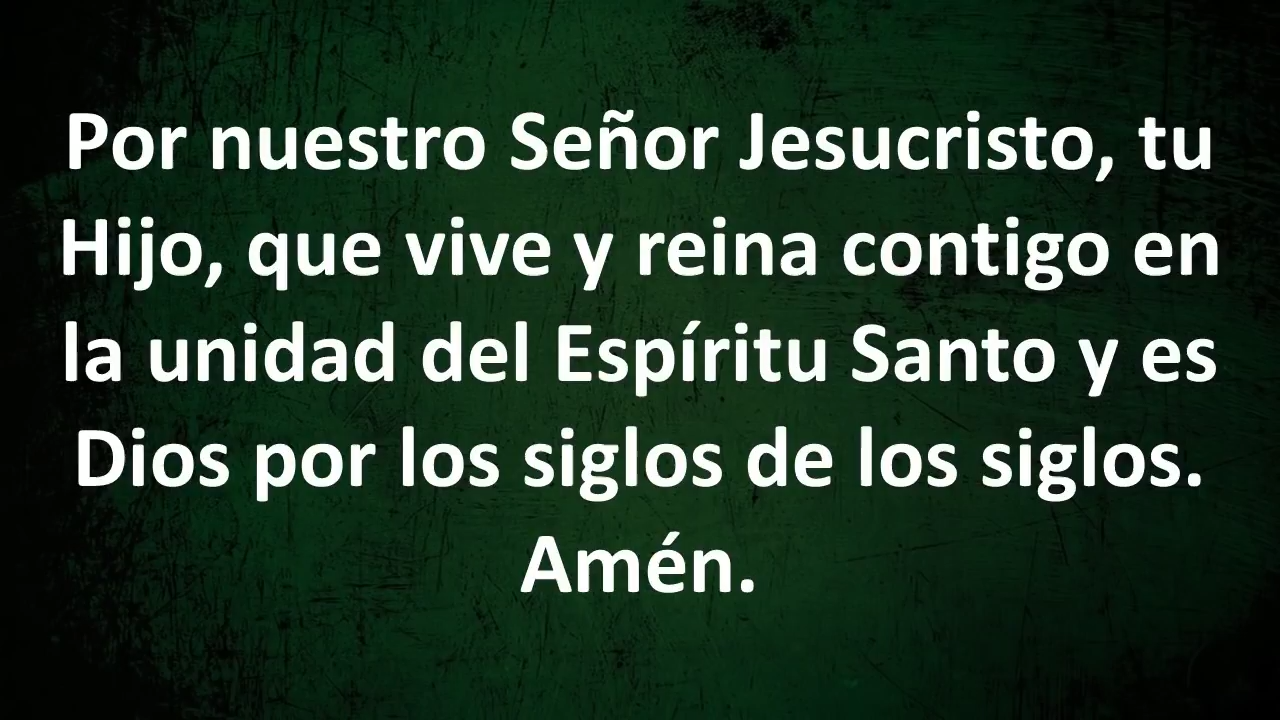 Por nuestro Señor Jesucristo, tu
Hijo, que vive y reina contigo en
la unidad del Espíritu Santo y es
Dios por los siglos de los siglos.
Amén.